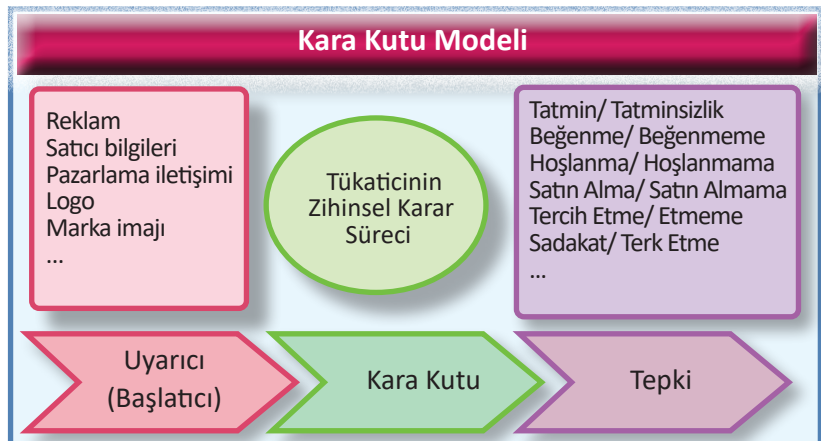 Kara Kutu Modeli
Reklam
Satıcı bilgileri
Pazarlama iletişimi
Logo
Marka imajı
...
Tükaticinin
Zihinsel Karar
Süreci
Tatmin/ Tatminsizlik
Beğenme/ Beğenmeme
Hoşlanma/ Hoşlanmama
Satın Alma/ Satın Almama
Tercih Etme/ Etmeme
Sadakat/ Terk Etme
...
Uyarıcı
(Başlatıcı)
Kara Kutu
Tepki